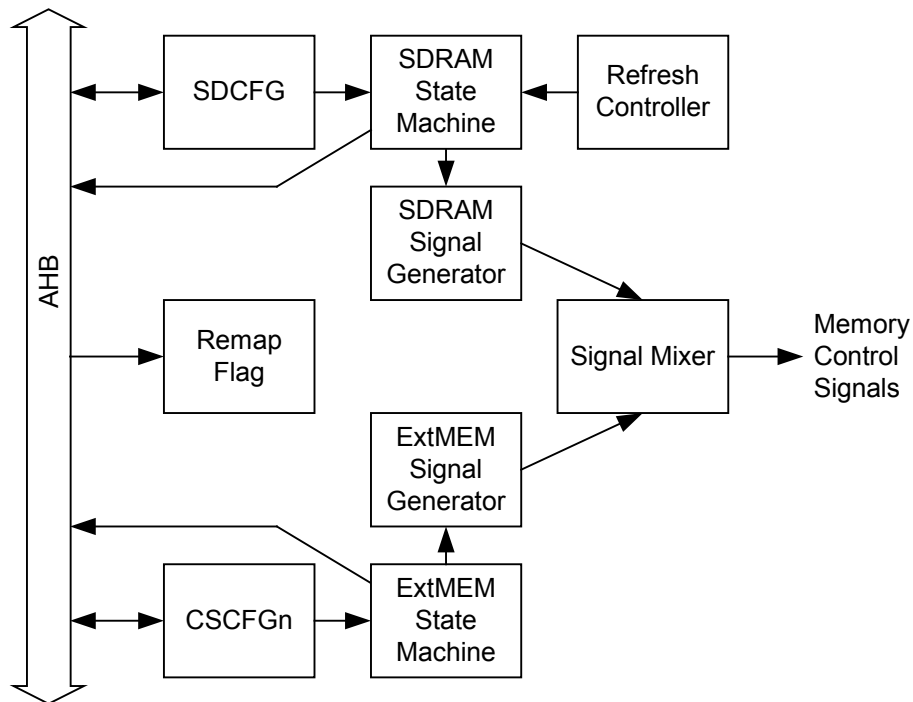 SDCFG
SDRAM
State
Machine
Refresh
Controller
SDRAM
Signal
Generator
AHB
Remap
Flag
Signal Mixer
Memory
Control
Signals
ExtMEM
Signal
Generator
CSCFGn
ExtMEM
State
Machine